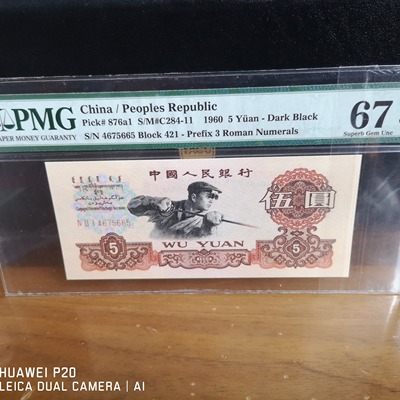 PMG
PAPER MONEY GUARANTY
China / Peoples Republic
Pick# 876a1 S/M#C284-11 1960 5 Yüan - Dark Black
S/N 4675665 Block 421 - Prefix 3 Roman Numerals
67
Superb Gem Unc
中國人民銀行
4675665
伍圓
5
WU YUAN
5
HUAWEI P20
LEICA DUAL CAMERA | AI